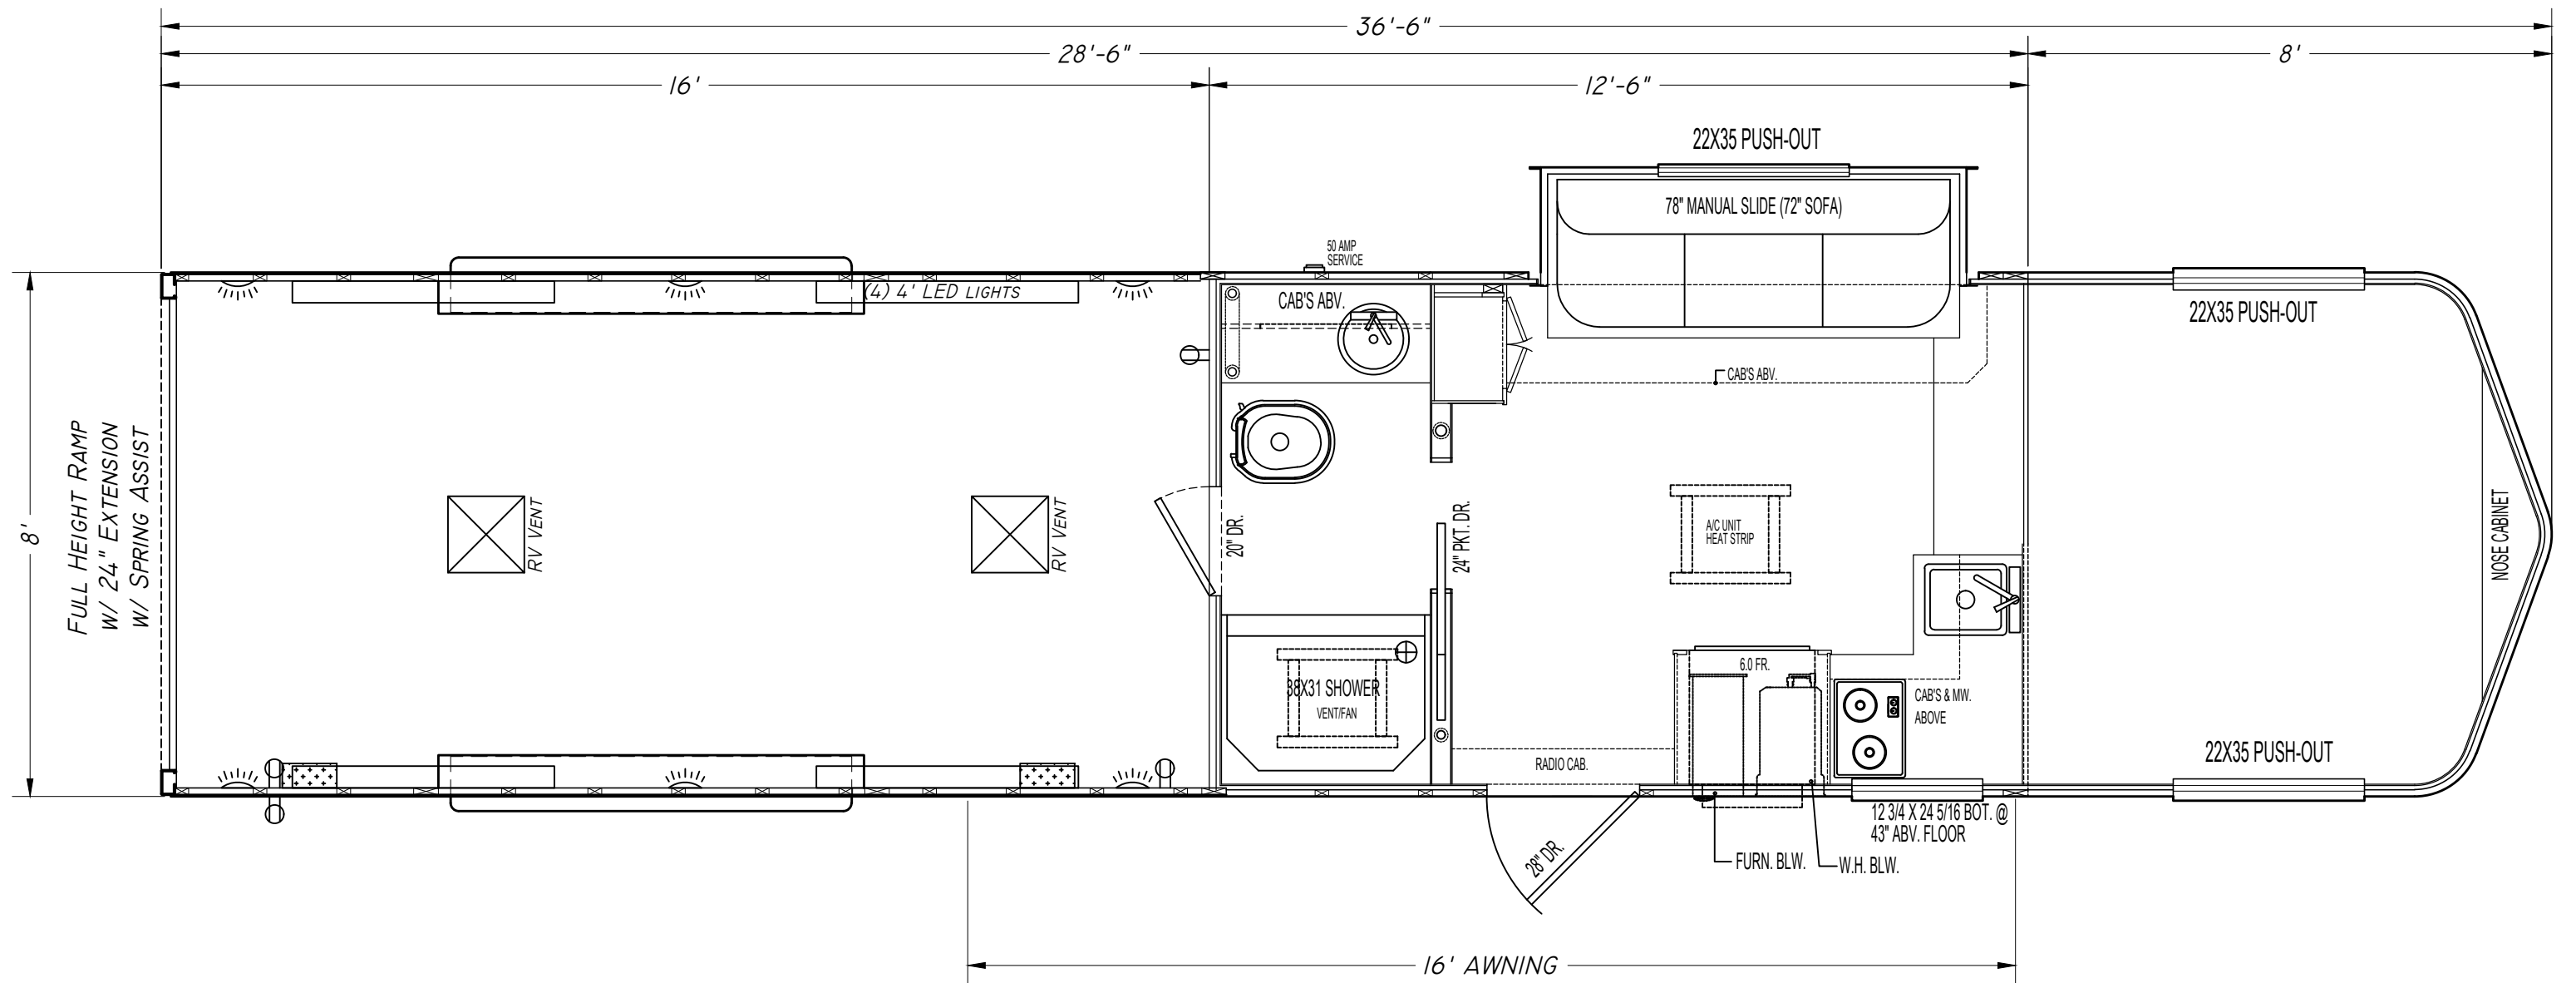 36'-6"
28'-6"
8'
16'
12'-6"
22X35 PUSH-OUT
78" MANUAL SLIDE (72" SOFA)
50 AMP
SERVICE
(4) 4' LED LIGHTS
CAB'S ABV.
22X35 PUSH-OUT
CAB'S ABV.
FULL HEIGHT RAMP
W/ 24" EXTENSION
W/ SPRING ASSIST
8'
RV VENT
RV VENT
20" DR.
24" PKT. DR.
A/C UNIT
HEAT STRIP
NOSE CABINET
38X31 SHOWER
VENT/FAN
6.0 FR.
CAB'S & MW.
ABOVE
RADIO CAB.
22X35 PUSH-OUT
12 3/4 X 24 5/16 BOT. @
43" ABV. FLOOR
28" DR.
FURN. BLW.
W.H. BLW.
16' AWNING